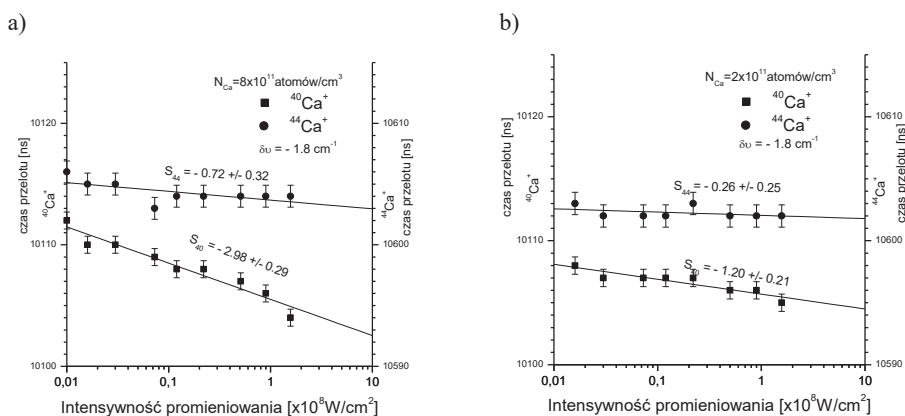 a)
N_Ca=8x10^11 atomów/cm^3
40Ca+
44Ca+
δυ = - 1.8 cm^-1
S_44 = - 0.72 +/- 0.32
S_40 = - 2.98 +/- 0.29
10120
10110
10100
40Ca+
czas przelotu [ns]
10610
10600
10590
44Ca+
czas przelotu [ns]
0,01 0,1 1 10
Intensywność promieniowania [x10^8W/cm^2]
b)
N_Ca=2x10^11 atomów/cm^3
40Ca+
44Ca+
δυ = - 1.8 cm^-1
S_44 = - 0.26 +/- 0.25
= - 1.20 +/- 0.21
10120
10110
10100
40Ca+
czas przelotu [ns]
10610
10600
10590
44Ca+
czas przelotu [ns]
0,01 0,1 1 10
Intensywność promieniowania [x10^8W/cm^2]